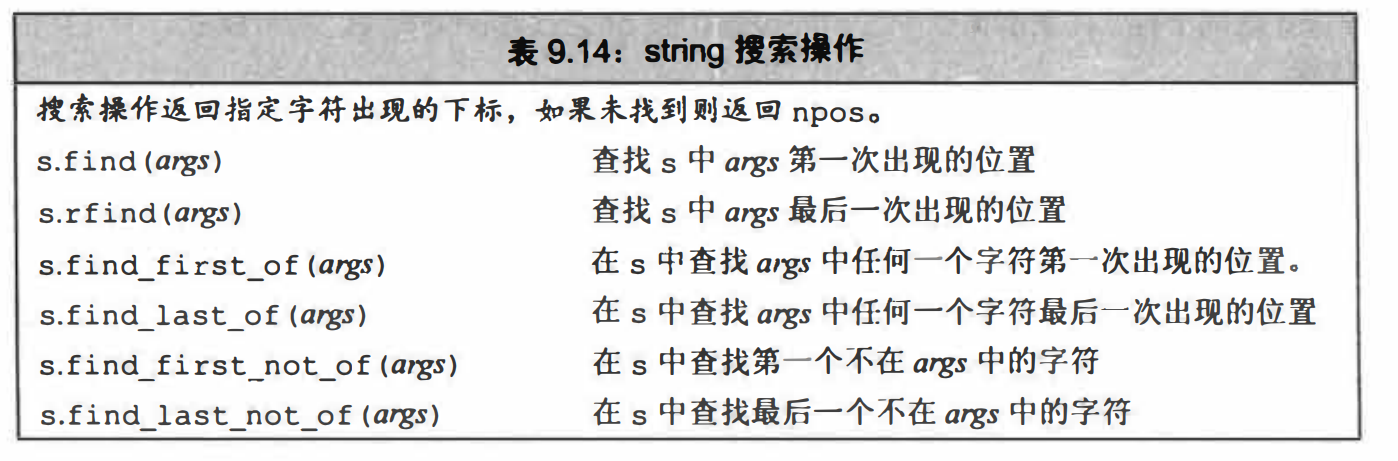 表 9.14：string 搜索操作
搜索操作返回指定字符出现的下标，如果未找到则返回 npos。
s.find(args) 查找 s 中 args 第一次出现的位置
s.rfind(args) 查找 s 中 args 最后一次出现的位置
s.find_first_of(args) 在 s 中查找 args 中任何一个字符第一次出现的位置。
s.find_last_of(args) 在 s 中查找 args 中任何一个字符最后一次出现的位置
s.find_first_not_of(args) 在 s 中查找第一个不在 args 中的字符
s.find_last_not_of(args) 在 s 中查找最后一个不在 args 中的字符